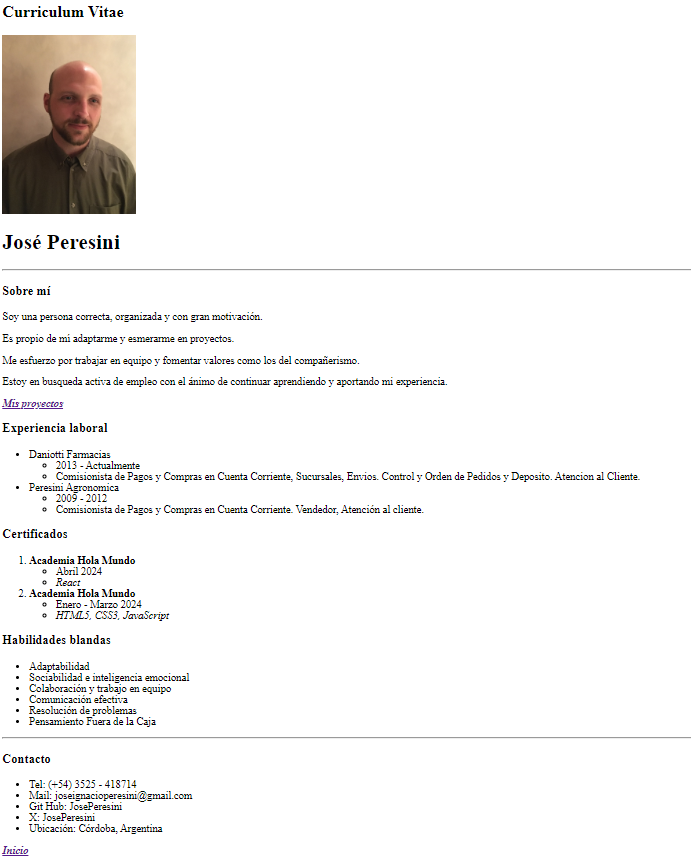 Curriculum Vitae
José Peresini
Sobre mí
Soy una persona correcta, organizada y con gran motivación.
Es propio de mi adaptarme y esmerarme en proyectos.
Me esfuerzo por trabajar en equipo y fomentar valores como los del compañerismo.
Estoy en busqueda activa de empleo con el ánimo de continuar aprendiendo y aportando mi experiencia.
Mis proyectos
Experiencia laboral
Daniotti Farmacias
2013 - Actualmente
Comisionista de Pagos y Compras en Cuenta Corriente, Sucursales, Envios. Control y Orden de Pedidos y Deposito. Atencion al Cliente.
Peresini Agronomica
2009 - 2012
Comisionista de Pagos y Compras en Cuenta Corriente. Vendedor, Atención al cliente.
Certificados
1. Academia Hola Mundo
Abril 2024
React
2. Academia Hola Mundo
Enero - Marzo 2024
HTML5, CSS3, JavaScript
Habilidades blandas
Adaptabilidad
Sociabilidad e inteligencia emocional
Colaboración y trabajo en equipo
Comunicación efectiva
Resolución de problemas
Pensamiento Fuera de la Caja
Contacto
Tel: (+54) 3525 - 418714
Mail: joseignacioperesini@gmail.com
Git Hub: JosePeresini
X: JosePeresini
Ubicación: Córdoba, Argentina
Inicio